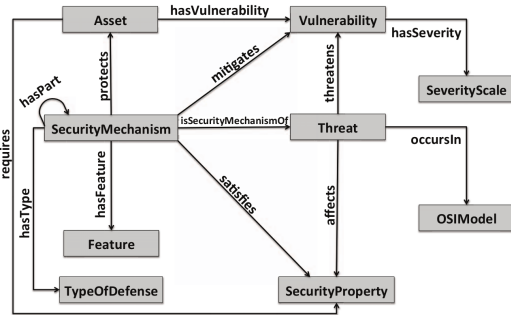 Asset
hasVulnerability
Vulnerability
hasSeverity
SeverityScale
mitigates
threatens
protects
hasPart
SecurityMechanism
isSecurityMechanismOf
Threat
occursIn
requires
hasType
hasFeature
satisfies
affects
OSIModel
Feature
TypeOfDefense
SecurityProperty